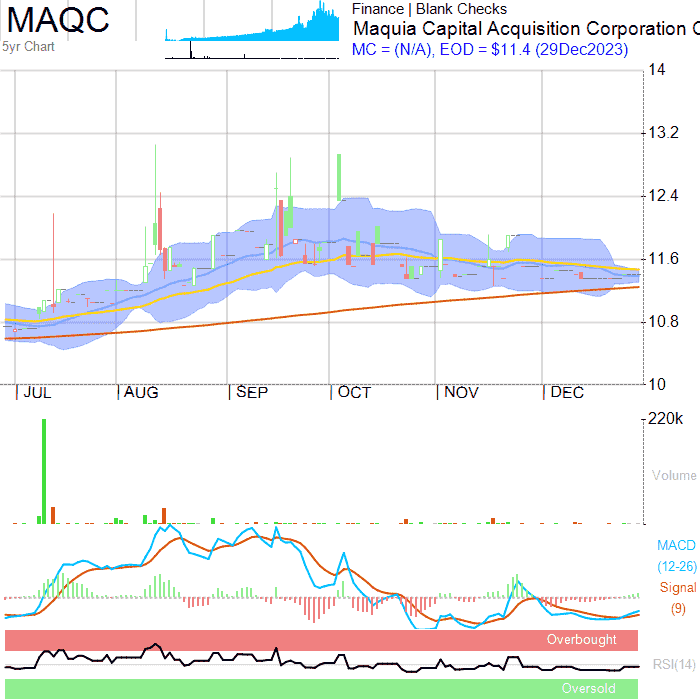 MAQC
5yr Chart
Finance | Blank Checks
Maquia Capital Acquisition Corporation C
MC = (N/A), EOD = $11.4 (29Dec2023)
14
13.2
12.4
11.6
10.8
10
JUL AUG SEP OCT NOV DEC
220k
Volume
MACD
(12-26)
Signal
(9)
Overbought
RSI(14)
Oversold